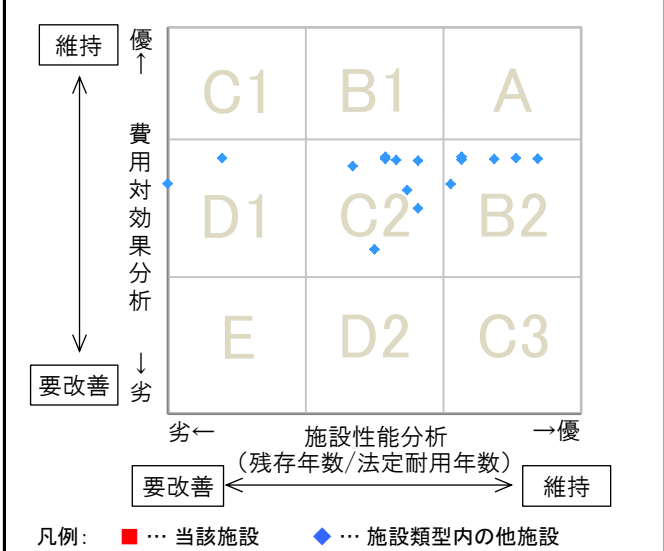 維持
優
↑
費用対効果分析
↓
劣
要改善
C1 B1 A
D1 C2 B2
E D2 C3
劣← 施設性能分析 →優
(残存年数/法定耐用年数)
要改善 維持
凡例: ■ … 当該施設 ◆ … 施設類型内の他施設